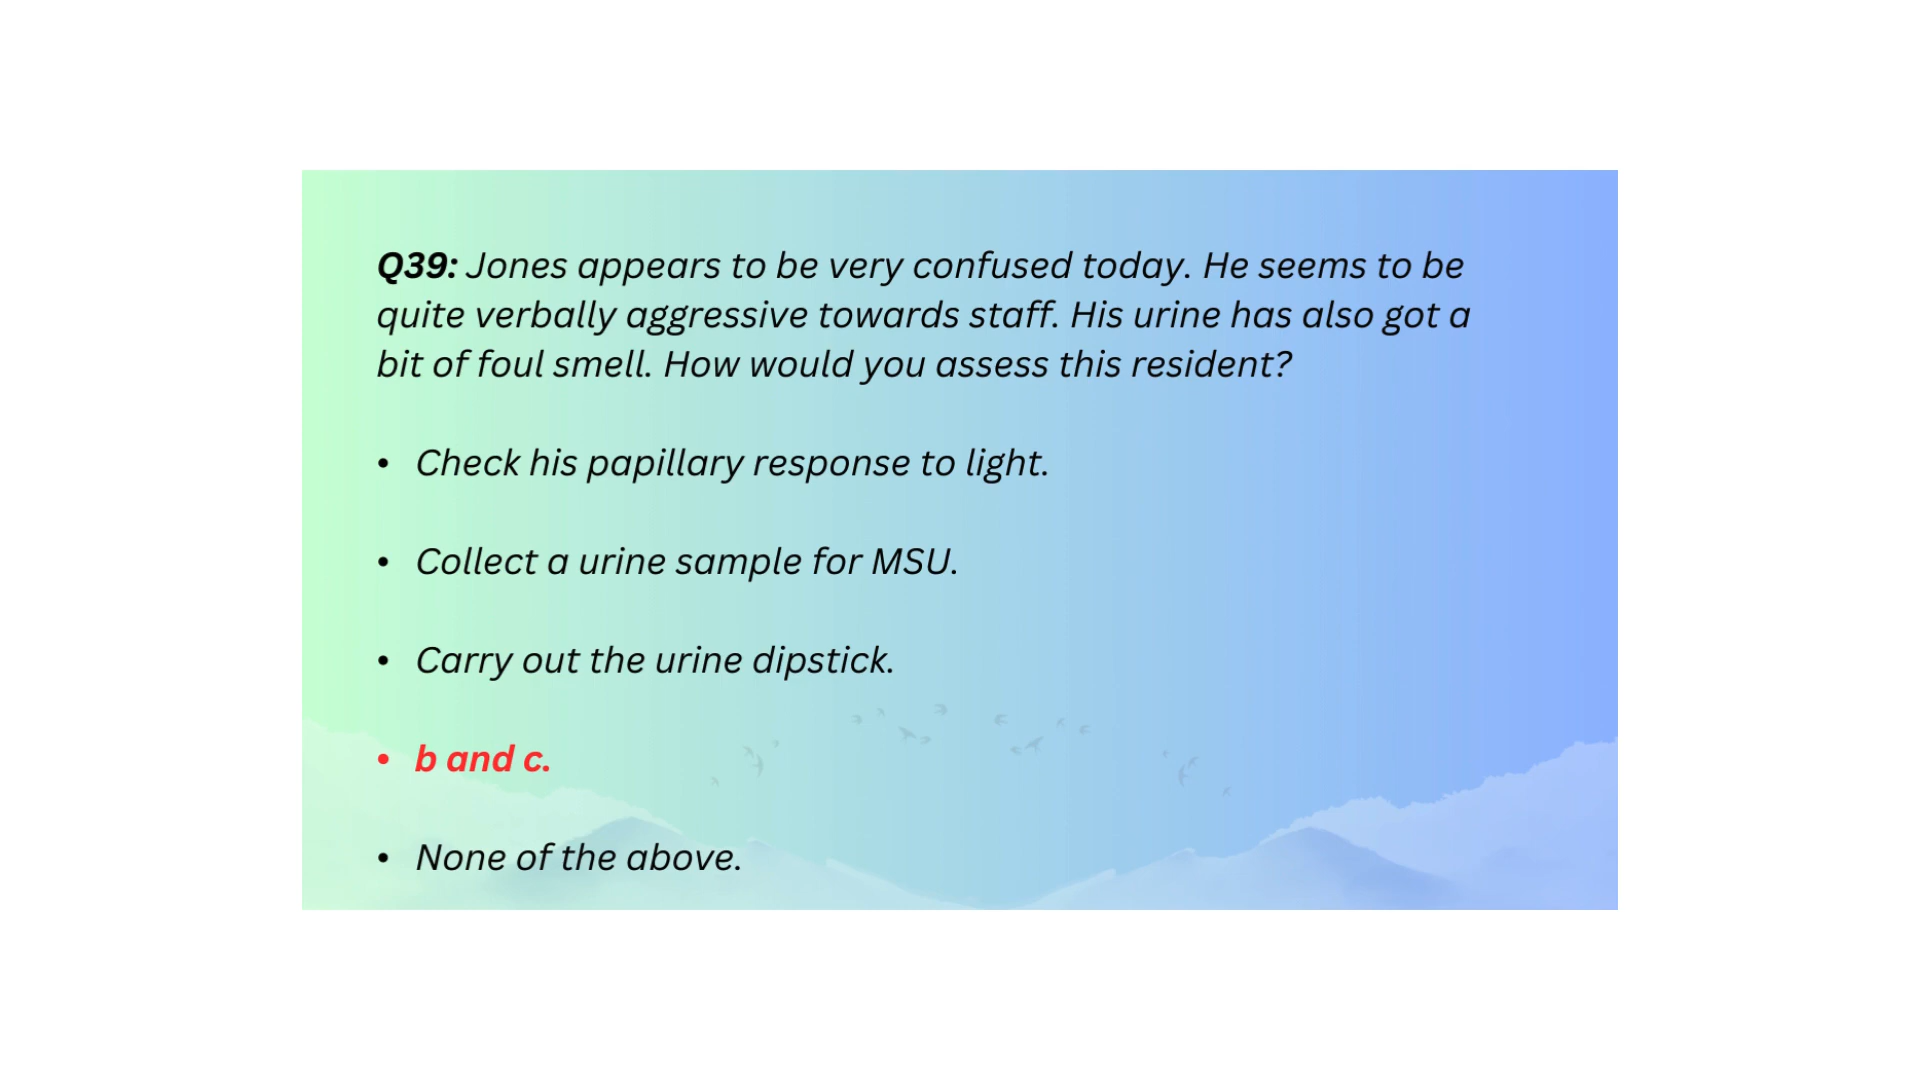 Q39: Jones appears to be very confused today. He seems to be
quite verbally aggressive towards staff. His urine has also got a
bit of foul smell. How would you assess this resident?
• Check his papillary response to light.
• Collect a urine sample for MSU.
• Carry out the urine dipstick.
• b and c.
• None of the above.